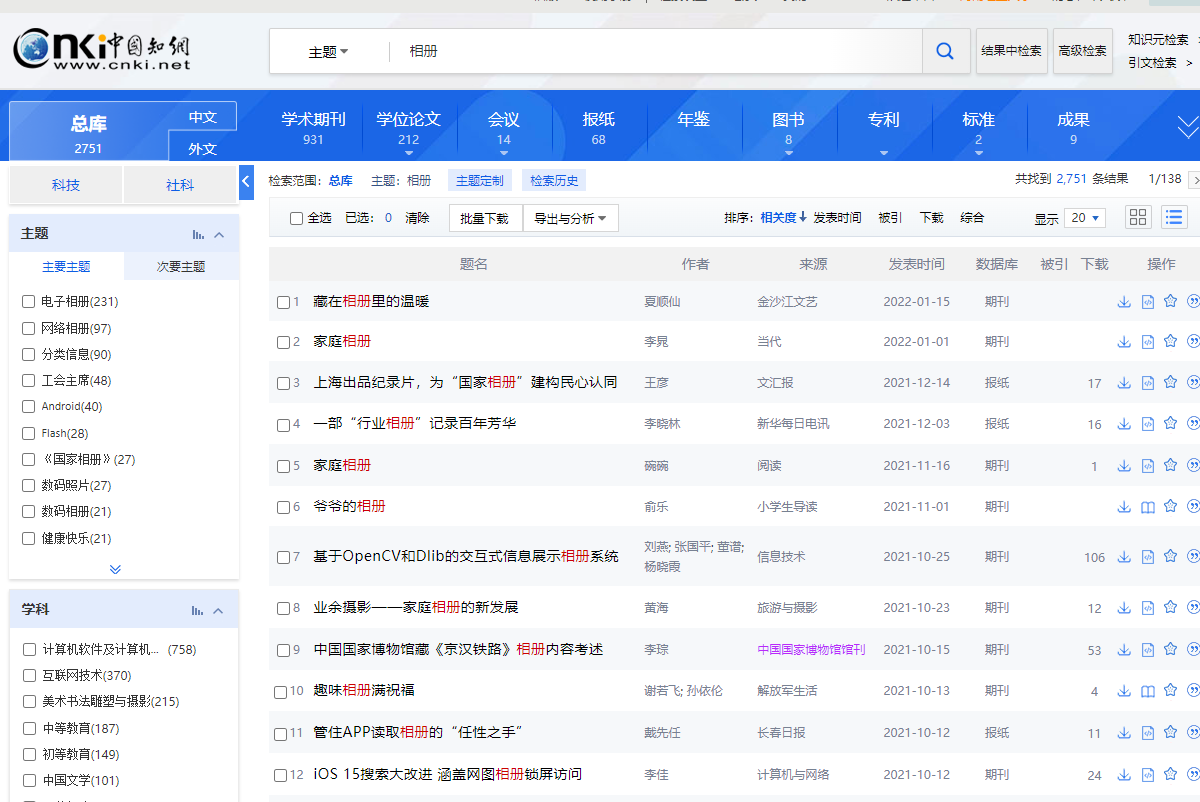 CNKI中国知网
www.cnki.net
主题
相册
结果中检索
高级检索
知识元检索
引文检索 >
总库
2751
中文
外文
学术期刊
931
学位论文
212
会议
14
报纸
68
年鉴
图书
8
专利
标准
2
成果
9
科技
社科
检索范围：总库 主题：相册 主题定制 检索历史
共找到 2,751 条结果 1/138 >
全选 已选：0 清除 批量下载 导出与分析
排序：相关度↓ 发表时间 被引 下载 综合 显示 20
主题
主要主题 次要主题
电子相册(231)
网络相册(97)
分类信息(90)
工会主席(48)
Android(40)
Flash(28)
《国家相册》(27)
数码照片(27)
数码相册(21)
健康快乐(21)
学科
计算机软件及计算机... (758)
互联网技术(370)
美术书法雕塑与摄影(215)
中等教育(187)
初等教育(149)
中国文学(101)
题名 作者 来源 发表时间 数据库 被引 下载 操作
1 藏在相册里的温暖 夏顺仙 金沙江文艺 2022-01-15 期刊
2 家庭相册 李晁 当代 2022-01-01 期刊
3 上海出品纪录片，为“国家相册”建构民心认同 王彦 文汇报 2021-12-14 报纸 17
4 一部“行业相册”记录百年芳华 李晓林 新华每日电讯 2021-12-03 报纸 16
5 家庭相册 碗碗 阅读 2021-11-16 期刊 1
6 爷爷的相册 俞乐 小学生导读 2021-11-01 期刊
7 基于OpenCV和Dlib的交互式信息展示相册系统 刘燕; 张国平; 董谱; 杨晓霞 信息技术 2021-10-25 期刊 106
8 业余摄影——家庭相册的新发展 黄海 旅游与摄影 2021-10-23 期刊 12
9 中国国家博物馆藏《京汉铁路》相册内容考述 李琮 中国国家博物馆馆刊 2021-10-15 期刊 53
10 趣味相册满祝福 谢若飞; 孙依伦 解放军生活 2021-10-13 期刊 4
11 管住APP读取相册的“任性之手” 戴先任 长春日报 2021-10-12 报纸 11
12 iOS 15搜索大改进 涵盖网图相册锁屏访问 李佳 计算机与网络 2021-10-12 期刊 24